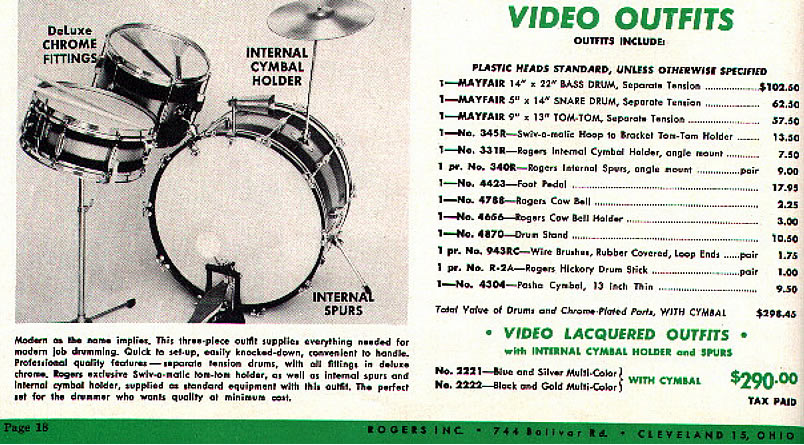 DeLuxe
CHROME
FITTINGS
INTERNAL
CYMBAL
HOLDER
INTERNAL
SPURS
Modern as the name implies. This three-piece outfit supplies everything needed for
modern job drumming. Quick to set-up, easily knocked-down, convenient to handle.
Professional quality features—separate tension drums, with all fittings in deluxe
chrome. Rogers exclusive Swiv-o-matic tom-tom holder, as well as internal spurs and
internal cymbal holder, supplied as standard equipment with this outfit. The perfect
set for the drummer who wants quality at minimum cost.
VIDEO OUTFITS
OUTFITS INCLUDE:
PLASTIC HEADS STANDARD, UNLESS OTHERWISE SPECIFIED
1—MAYFAIR 14" x 22" BASS DRUM, Separate Tension ..............$102.50
1—MAYFAIR 5" x 14" SNARE DRUM, Separate Tension .............. 62.50
1—MAYFAIR 9" x 13" TOM-TOM, Separate Tension .................. 57.50
1—No. 345R—Swiv-o-matic Hoop to Bracket Tom-Tom Holder ......... 13.50
1—No. 331R—Rogers Internal Cymbal Holder, angle mount .......... 7.50
1 pr. No. 340R—Rogers Internal Spurs, angle mount ..........pair 9.00
1—No. 4423—Foot Pedal .......................................... 17.95
1—No. 4788—Rogers Cow Bell ..................................... 2.25
1—No. 4656—Rogers Cow Bell Holder .............................. 3.00
1—No. 4870—Drum Stand .......................................... 10.50
1 pr. No. 943RC—Wire Brushes, Rubber Covered, Loop Ends .....pair 1.75
1 pr. No. R-2A—Rogers Hickory Drum Stick ....................pair 1.00
1—No. 4304—Pasha Cymbal, 13 inch Thin .......................... 9.50
Total Value of Drums and Chrome-Plated Parts, WITH CYMBAL $298.45
• VIDEO LACQUERED OUTFITS •
with INTERNAL CYMBAL HOLDER and SPURS
No. 2221—Blue and Silver Multi-Color
No. 2222—Black and Gold Multi-Color
} WITH CYMBAL $290.00
TAX PAID
Page 18
ROGERS INC. • 744 Bolivar Rd. • CLEVELAND 15, OHIO